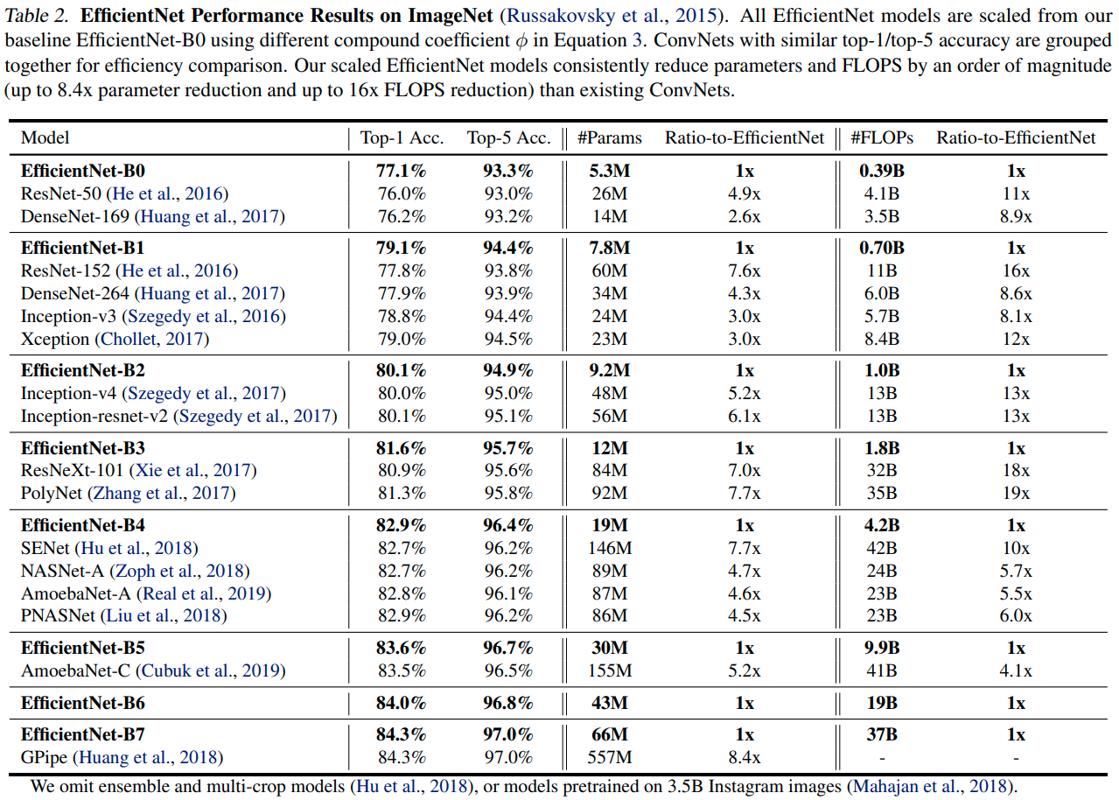 Table 2. EfficientNet Performance Results on ImageNet (Russakovsky et al., 2015). All EfficientNet models are scaled from our
baseline EfficientNet-B0 using different compound coefficient ϕ in Equation 3. ConvNets with similar top-1/top-5 accuracy are grouped
together for efficiency comparison. Our scaled EfficientNet models consistently reduce parameters and FLOPS by an order of magnitude
(up to 8.4x parameter reduction and up to 16x FLOPS reduction) than existing ConvNets.
Model Top-1 Acc. Top-5 Acc. #Params Ratio-to-EfficientNet #FLOPs Ratio-to-EfficientNet
EfficientNet-B0 77.1% 93.3% 5.3M 1x 0.39B 1x
ResNet-50 (He et al., 2016) 76.0% 93.0% 26M 4.9x 4.1B 11x
DenseNet-169 (Huang et al., 2017) 76.2% 93.2% 14M 2.6x 3.5B 8.9x
EfficientNet-B1 79.1% 94.4% 7.8M 1x 0.70B 1x
ResNet-152 (He et al., 2016) 77.8% 93.8% 60M 7.6x 11B 16x
DenseNet-264 (Huang et al., 2017) 77.9% 93.9% 34M 4.3x 6.0B 8.6x
Inception-v3 (Szegedy et al., 2016) 78.8% 94.4% 24M 3.0x 5.7B 8.1x
Xception (Chollet, 2017) 79.0% 94.5% 23M 3.0x 8.4B 12x
EfficientNet-B2 80.1% 94.9% 9.2M 1x 1.0B 1x
Inception-v4 (Szegedy et al., 2017) 80.0% 95.0% 48M 5.2x 13B 13x
Inception-resnet-v2 (Szegedy et al., 2017) 80.1% 95.1% 56M 6.1x 13B 13x
EfficientNet-B3 81.6% 95.7% 12M 1x 1.8B 1x
ResNeXt-101 (Xie et al., 2017) 80.9% 95.6% 84M 7.0x 32B 18x
PolyNet (Zhang et al., 2017) 81.3% 95.8% 92M 7.7x 35B 19x
EfficientNet-B4 82.9% 96.4% 19M 1x 4.2B 1x
SENet (Hu et al., 2018) 82.7% 96.2% 146M 7.7x 42B 10x
NASNet-A (Zoph et al., 2018) 82.7% 96.2% 89M 4.7x 24B 5.7x
AmoebaNet-A (Real et al., 2019) 82.8% 96.1% 87M 4.6x 23B 5.5x
PNASNet (Liu et al., 2018) 82.9% 96.2% 86M 4.5x 23B 6.0x
EfficientNet-B5 83.6% 96.7% 30M 1x 9.9B 1x
AmoebaNet-C (Cubuk et al., 2019) 83.5% 96.5% 155M 5.2x 41B 4.1x
EfficientNet-B6 84.0% 96.8% 43M 1x 19B 1x
EfficientNet-B7 84.3% 97.0% 66M 1x 37B 1x
GPipe (Huang et al., 2018) 84.3% 97.0% 557M 8.4x - -
We omit ensemble and multi-crop models (Hu et al., 2018), or models pretrained on 3.5B Instagram images (Mahajan et al., 2018).